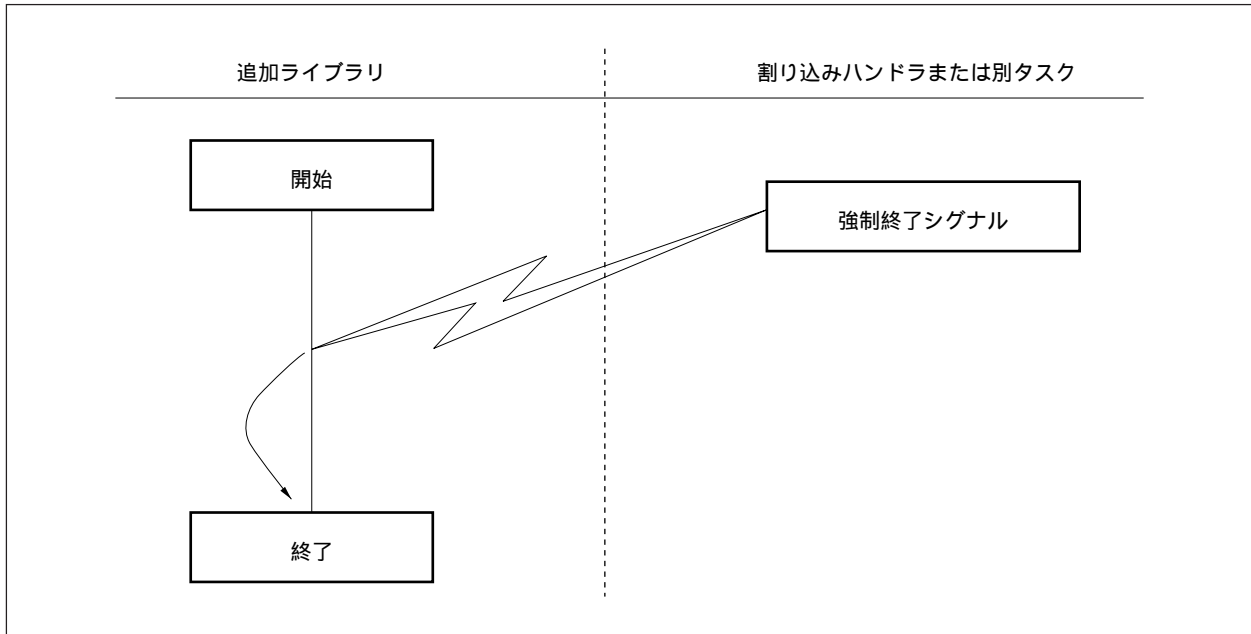 追加ライブラリ
割り込みハンドラまたは別タスク
開始
強制終了シグナル
終了